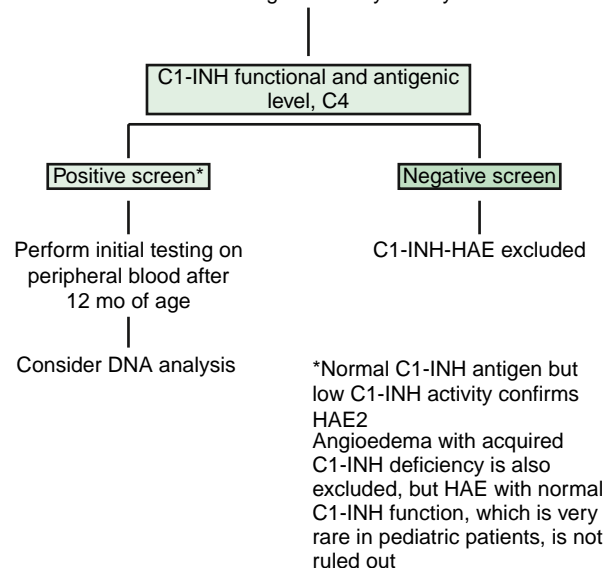 C1-INH functional and antigenic
level, C4
Positive screen*
Negative screen
Perform initial testing on
peripheral blood after
12 mo of age
C1-INH-HAE excluded
Consider DNA analysis
*Normal C1-INH antigen but
low C1-INH activity confirms
HAE2
Angioedema with acquired
C1-INH deficiency is also
excluded, but HAE with normal
C1-INH function, which is very
rare in pediatric patients, is not
ruled out